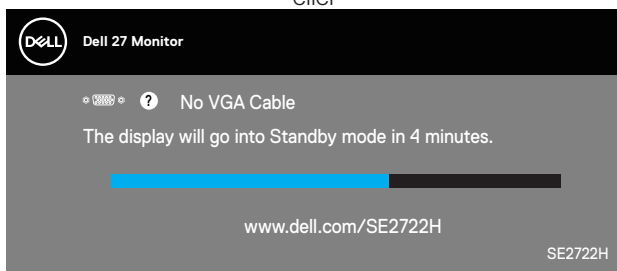 DELL
Dell 27 Monitor
? No VGA Cable
The display will go into Standby mode in 4 minutes.
www.dell.com/SE2722H
SE2722H